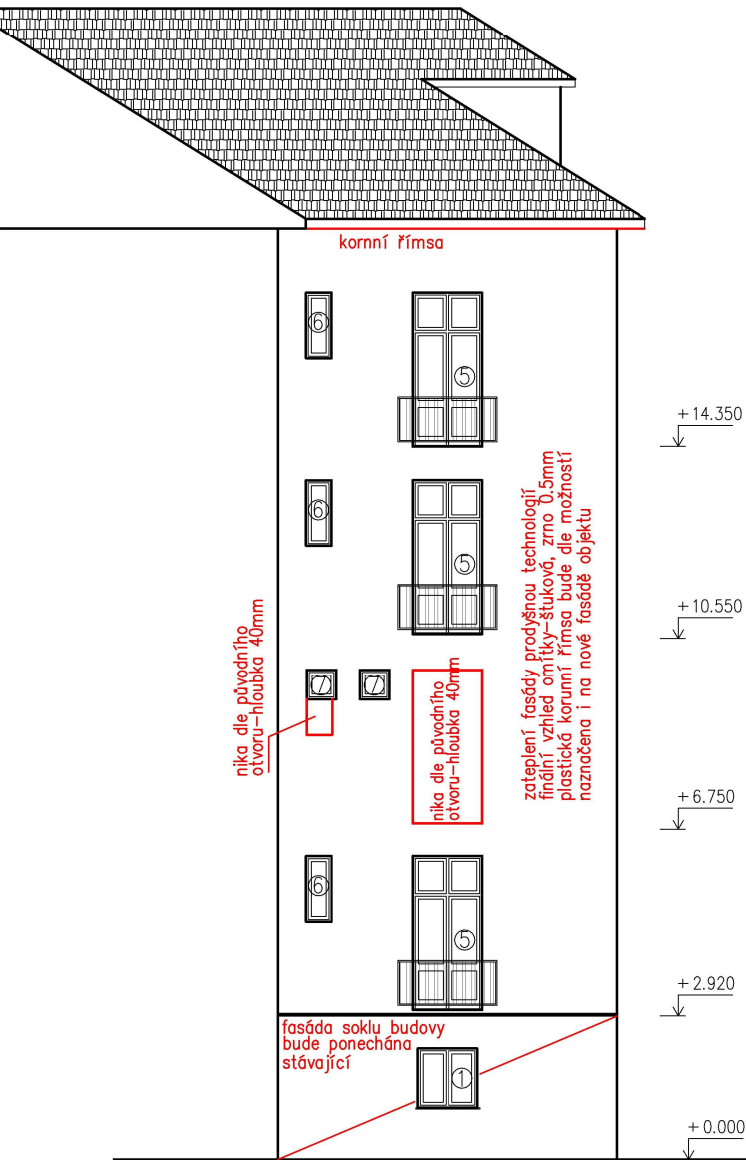 kornní římsa
6
5
+14.350
6
5
zateplení fasády prodyšnou technologií
finální vzhled omítky-štuková, zrno 0.5mm
plastická korunní římsa bude dle možností
naznačena i na nové fasádě objektu
+10.550
nika dle původního
otvoru-hloubka 40mm
7
7
nika dle původního
otvoru-hloubka 40mm
+6.750
6
5
+2.920
fasáda soklu budovy
bude ponechána
stávající
1
+0.000